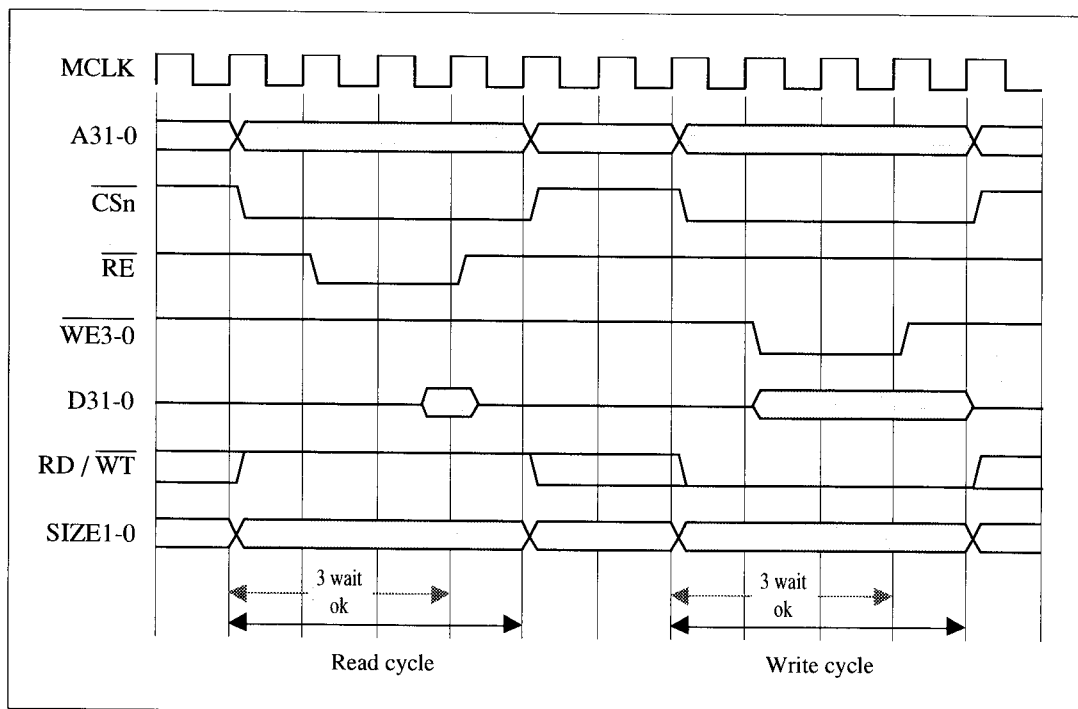 MCLK
A31-0
CSn
RE
WE3-0
D31-0
RD / WT
SIZE1-0
3 wait
ok
3 wait
ok
Read cycle
Write cycle